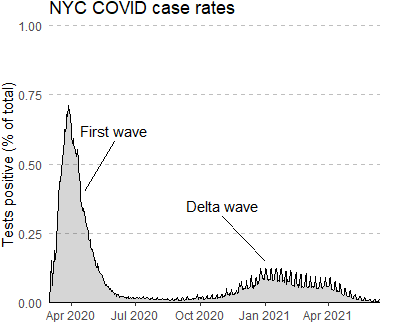 NYC COVID case rates
Tests positive (% of total)
1.00
0.75
0.50
0.25
0.00
First wave
Delta wave
Apr 2020 Jul 2020 Oct 2020 Jan 2021 Apr 2021